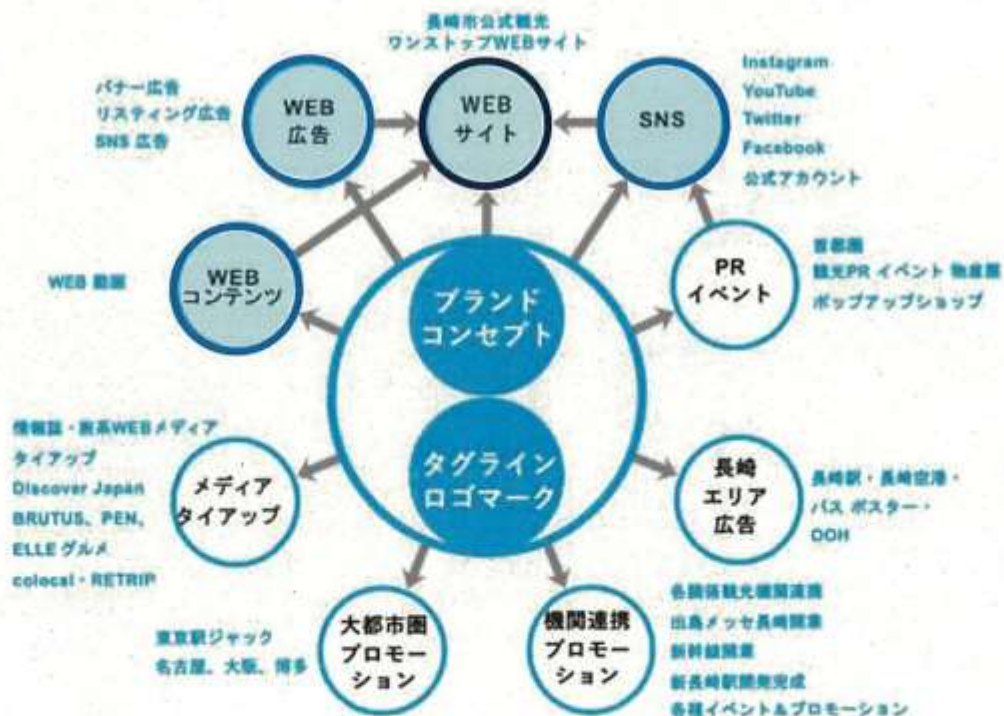 長崎市公式観光
ワンストップWEBサイト
バナー広告
リスティング広告
SNS 広告
WEB
広告
WEB
サイト
SNS
Instagram
YouTube
Twitter
Facebook
公式アカウント
WEB 動画
WEB
コンテンツ
ブランド
コンセプト
PR
イベント
首都圏
観光PR イベント 物産展
ポップアップショップ
情報誌・旅系WEBメディア
タイアップ
Discover Japan
BRUTUS、PEN、
ELLE グルメ
colocal・RETRIP
メディア
タイアップ
タグライン
ロゴマーク
長崎
エリア
広告
長崎駅・長崎空港・
バス ポスター・
OOH
東京駅ジャック
名古屋、大阪、博多
大都市圏
プロモー
ション
機関連携
プロモー
ション
各関係観光機関連携
出島メッセ長崎開業
新幹線開業
新長崎駅開発完成
各種イベント&プロモーション